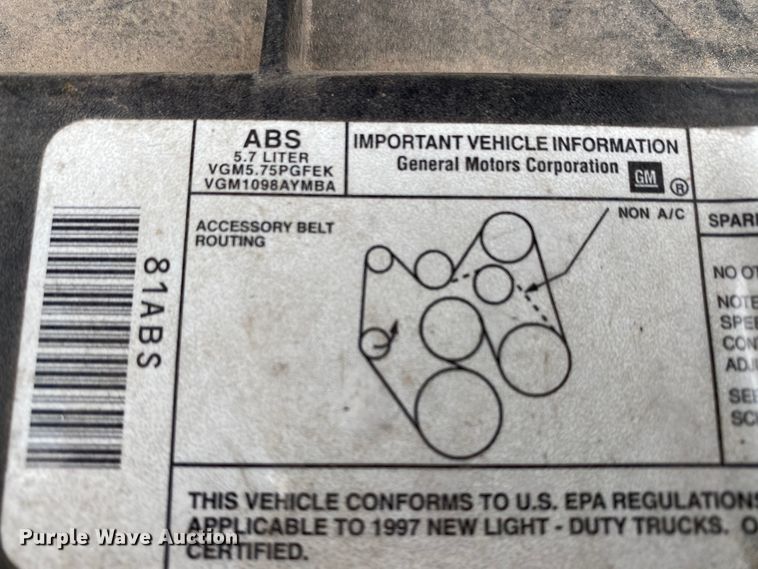 ABS
5.7 LITER
VGM5.75PGFEK
VGM1098AYMBA
IMPORTANT VEHICLE INFORMATION
General Motors Corporation GM ®
81ABS
ACCESSORY BELT
ROUTING
NON A/C
SPAR
NO OT
NOTE
SPE
CON
ADJ
SEE
SC
THIS VEHICLE CONFORMS TO U.S. EPA REGULATIONS
APPLICABLE TO 1997 NEW LIGHT - DUTY TRUCKS. O
CERTIFIED.
Purple Wave Auction